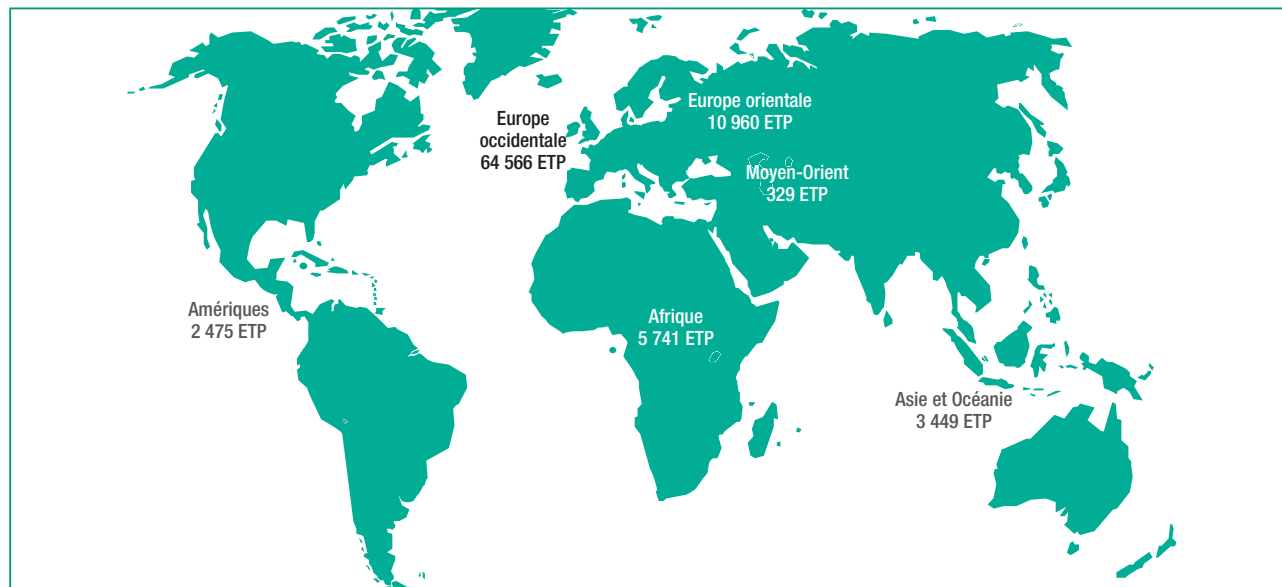 Europe orientale
10 960 ETP
Europe
occidentale
64 566 ETP
Moyen-Orient
329 ETP
Amériques
2 475 ETP
Afrique
5 741 ETP
Asie et Océanie
3 449 ETP